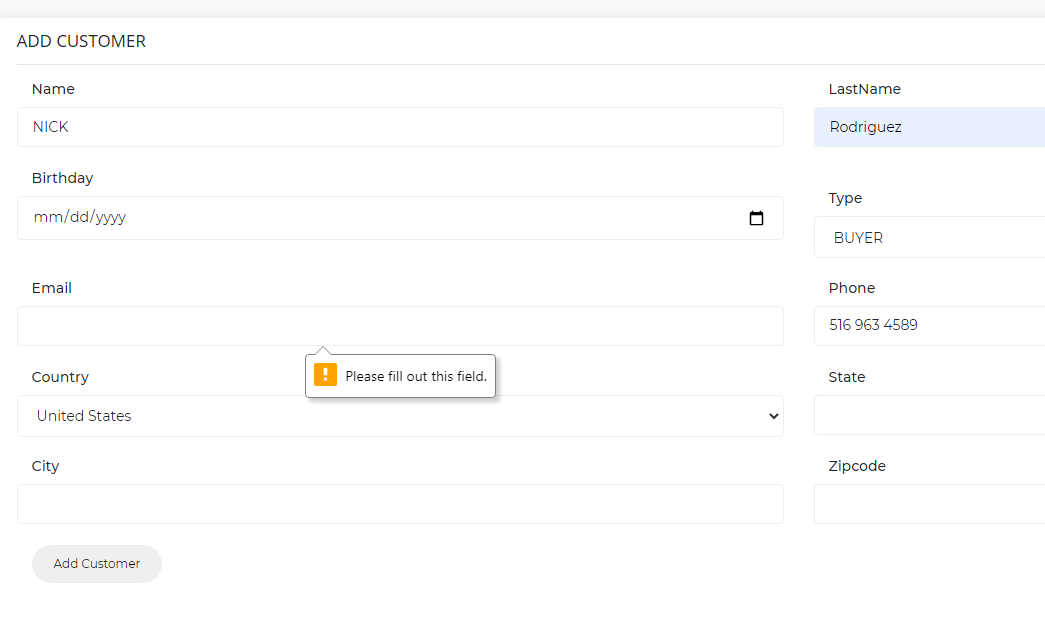 ADD CUSTOMER
Name
LastName
NICK
Rodriguez
Birthday
Type
mm/dd/yyyy
BUYER
Email
Phone
516 963 4589
Please fill out this field.
Country
State
United States
City
Zipcode
Add Customer